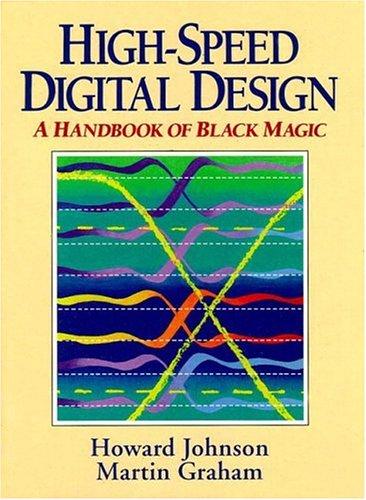 HIGH-SPEED
DIGITAL DESIGN
A HANDBOOK OF BLACK MAGIC
Howard Johnson
Martin Graham